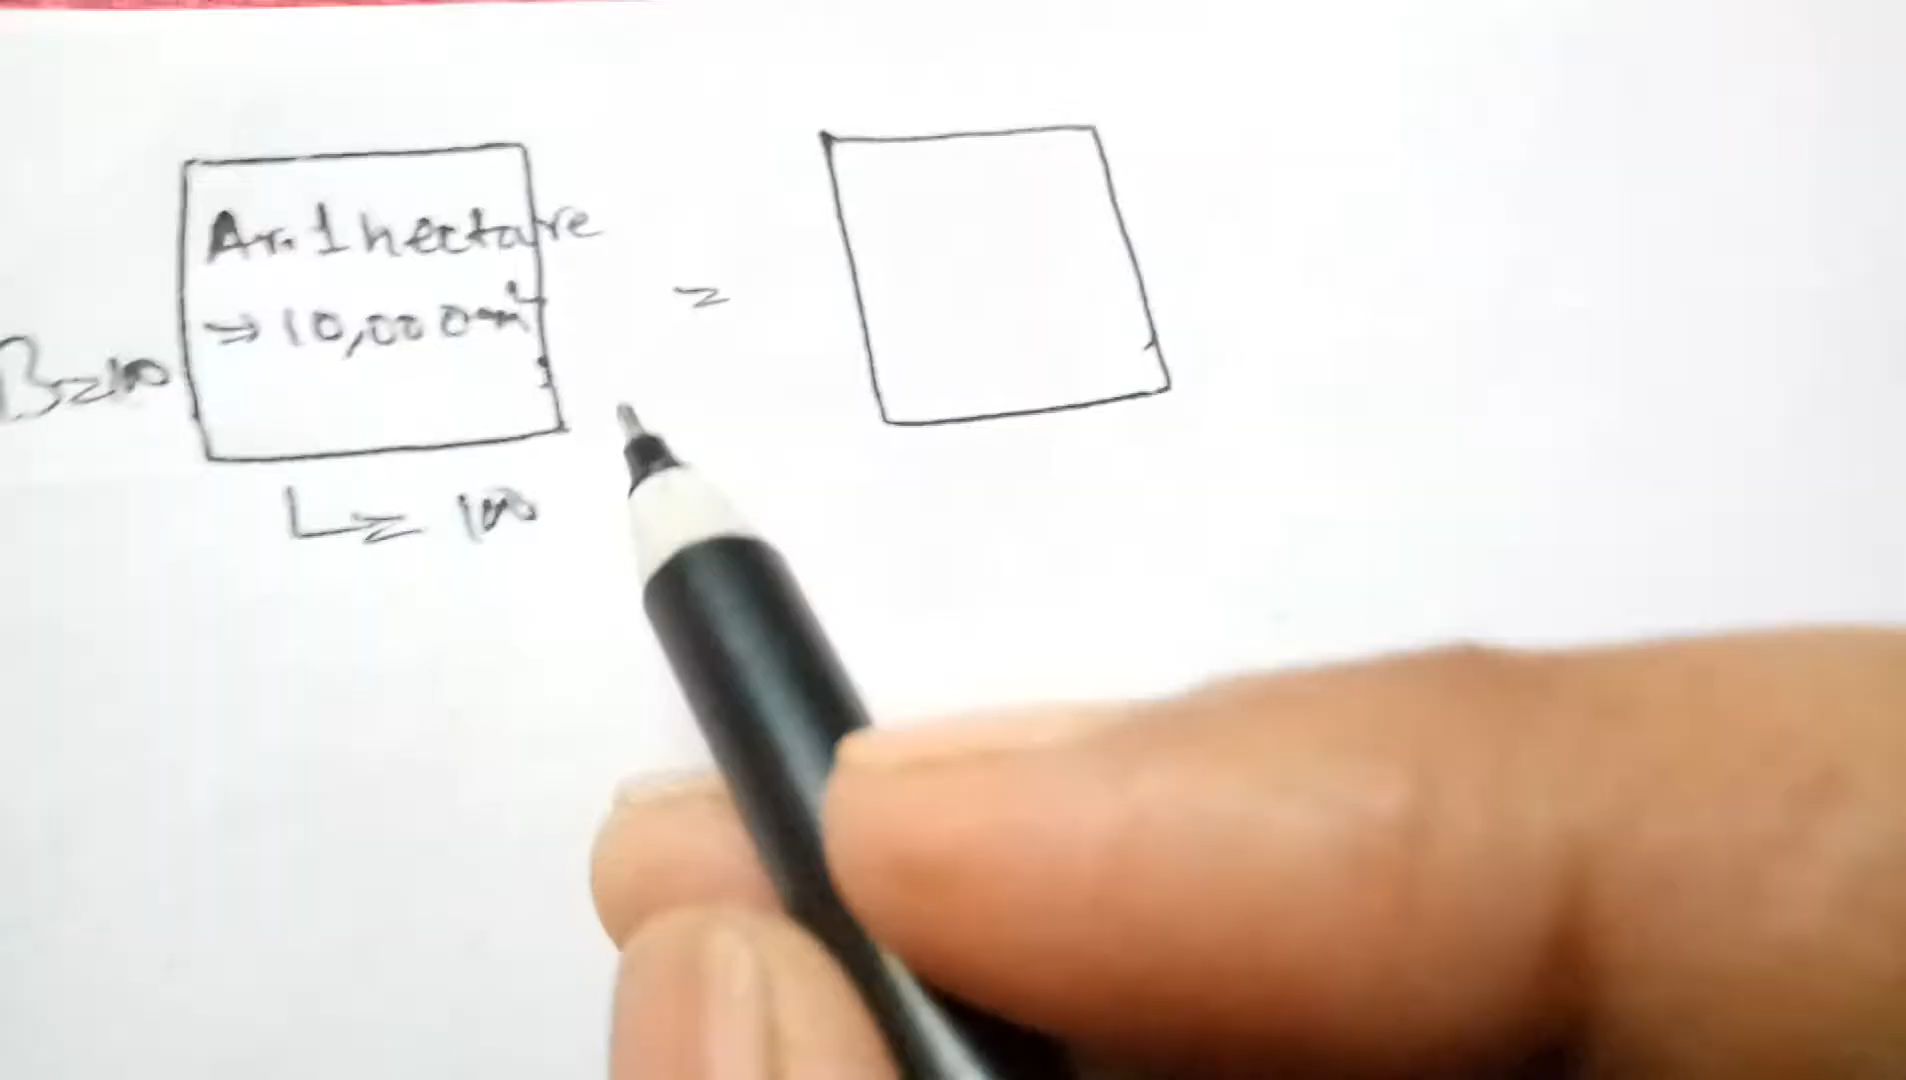 Ar. 1 hectare
→ 10,000m²
=
B=100
L= 100